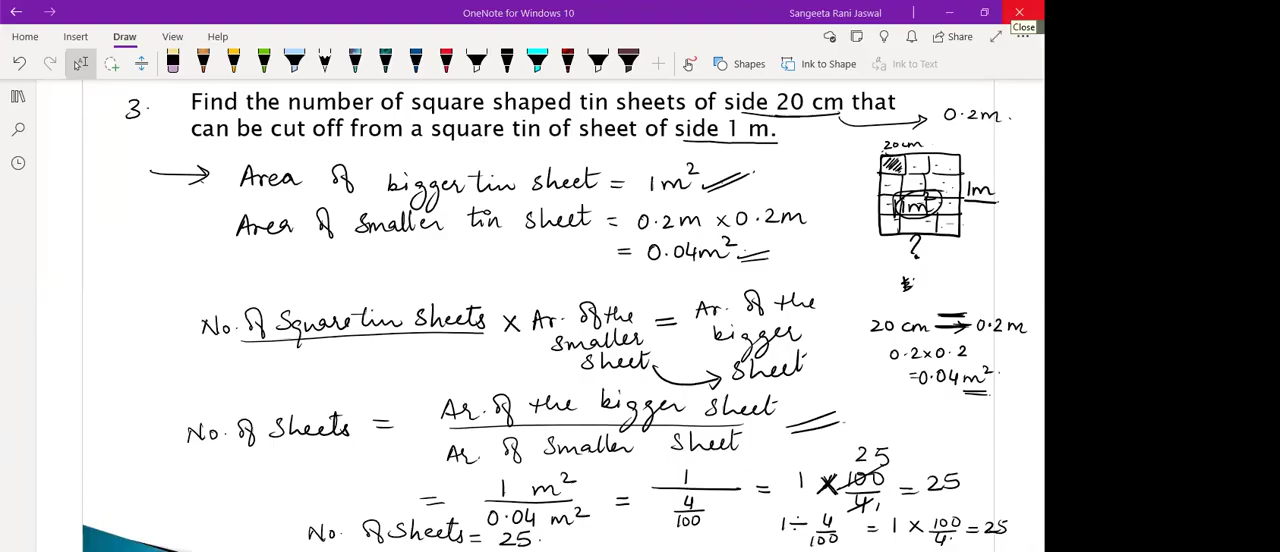 OneNote for Windows 10
Sangeeta Rani Jaswal
Close
Home Insert Draw View Help
Share
Shapes Ink to Shape Ink to Text
3. Find the number of square shaped tin sheets of side 20 cm that
can be cut off from a square tin of sheet of side 1 m.
0.2m.
20cm
1m
1m²
?
Area of bigger tin sheet = 1m²
Area of smaller tin sheet = 0.2m × 0.2m
= 0.04m²
No. of Square tin sheets × Ar. of the smaller sheet = Ar. of the bigger sheet
20 cm ⟹ 0.2m
0.2×0.2
=0.04m²
No. of sheets = Ar. of the bigger sheet / Ar. of smaller sheet
= 1 m² / 0.04 m² = 1 / (4/100) = 1 × 100/4 = 25
25
1
1 ÷ 4/100 = 1 × 100/4 = 25
No. of sheets = 25.